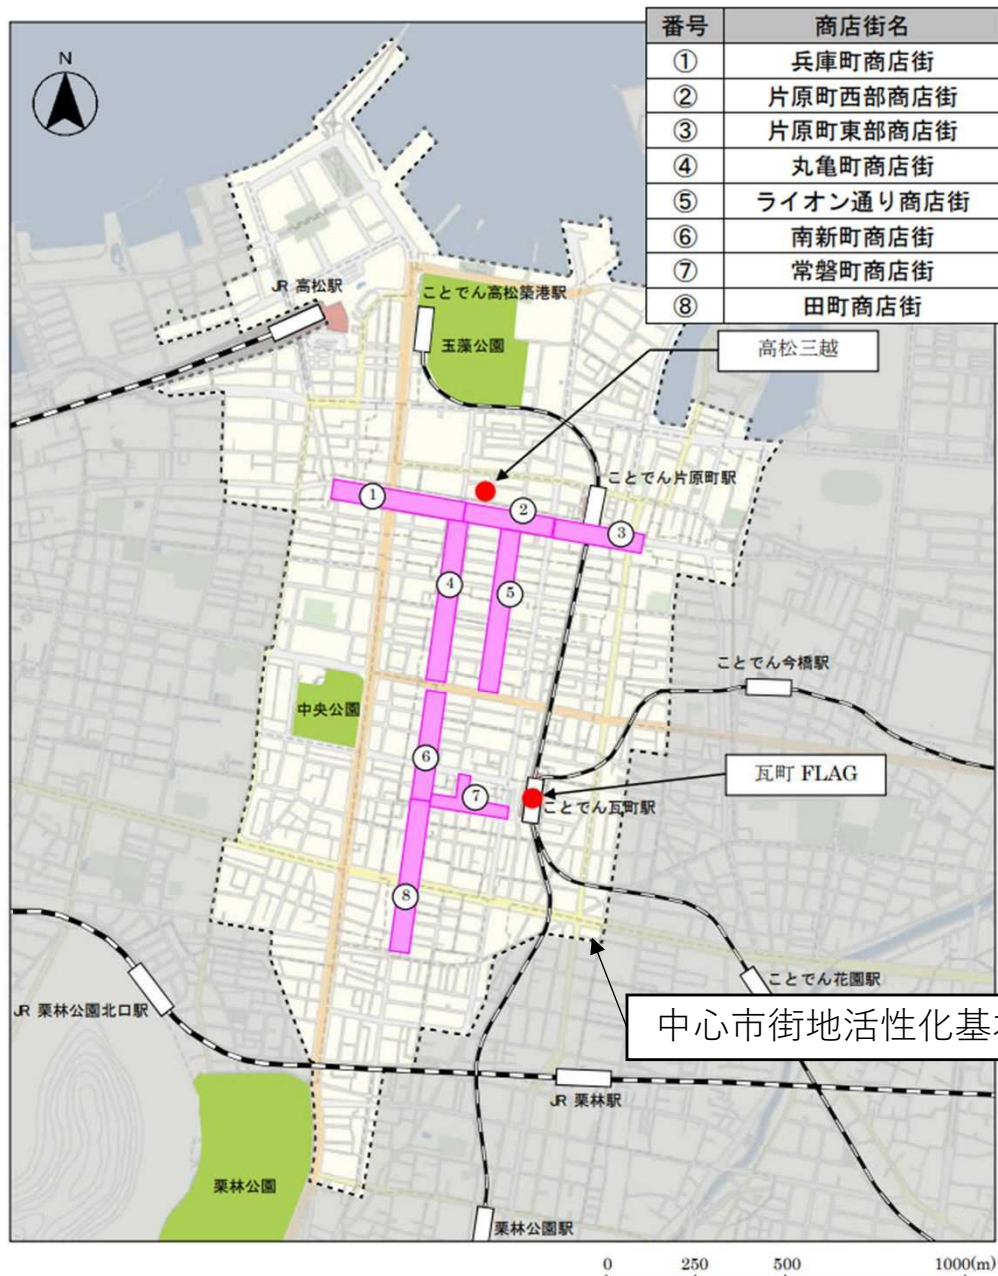 番号 商店街名
① 兵庫町商店街
② 片原町西部商店街
③ 片原町東部商店街
④ 丸亀町商店街
⑤ ライオン通り商店街
⑥ 南新町商店街
⑦ 常磐町商店街
⑧ 田町商店街
N
JR 高松駅
ことでん高松築港駅
玉藻公園
高松三越
ことでん片原町駅
①
②
③
④
⑤
ことでん今橋駅
中央公園
⑥
瓦町 FLAG
⑦
ことでん瓦町駅
⑧
ことでん花園駅
JR 栗林公園北口駅
中心市街地活性化基
JR 栗林駅
栗林公園
栗林公園駅
0 250 500 1000(m)